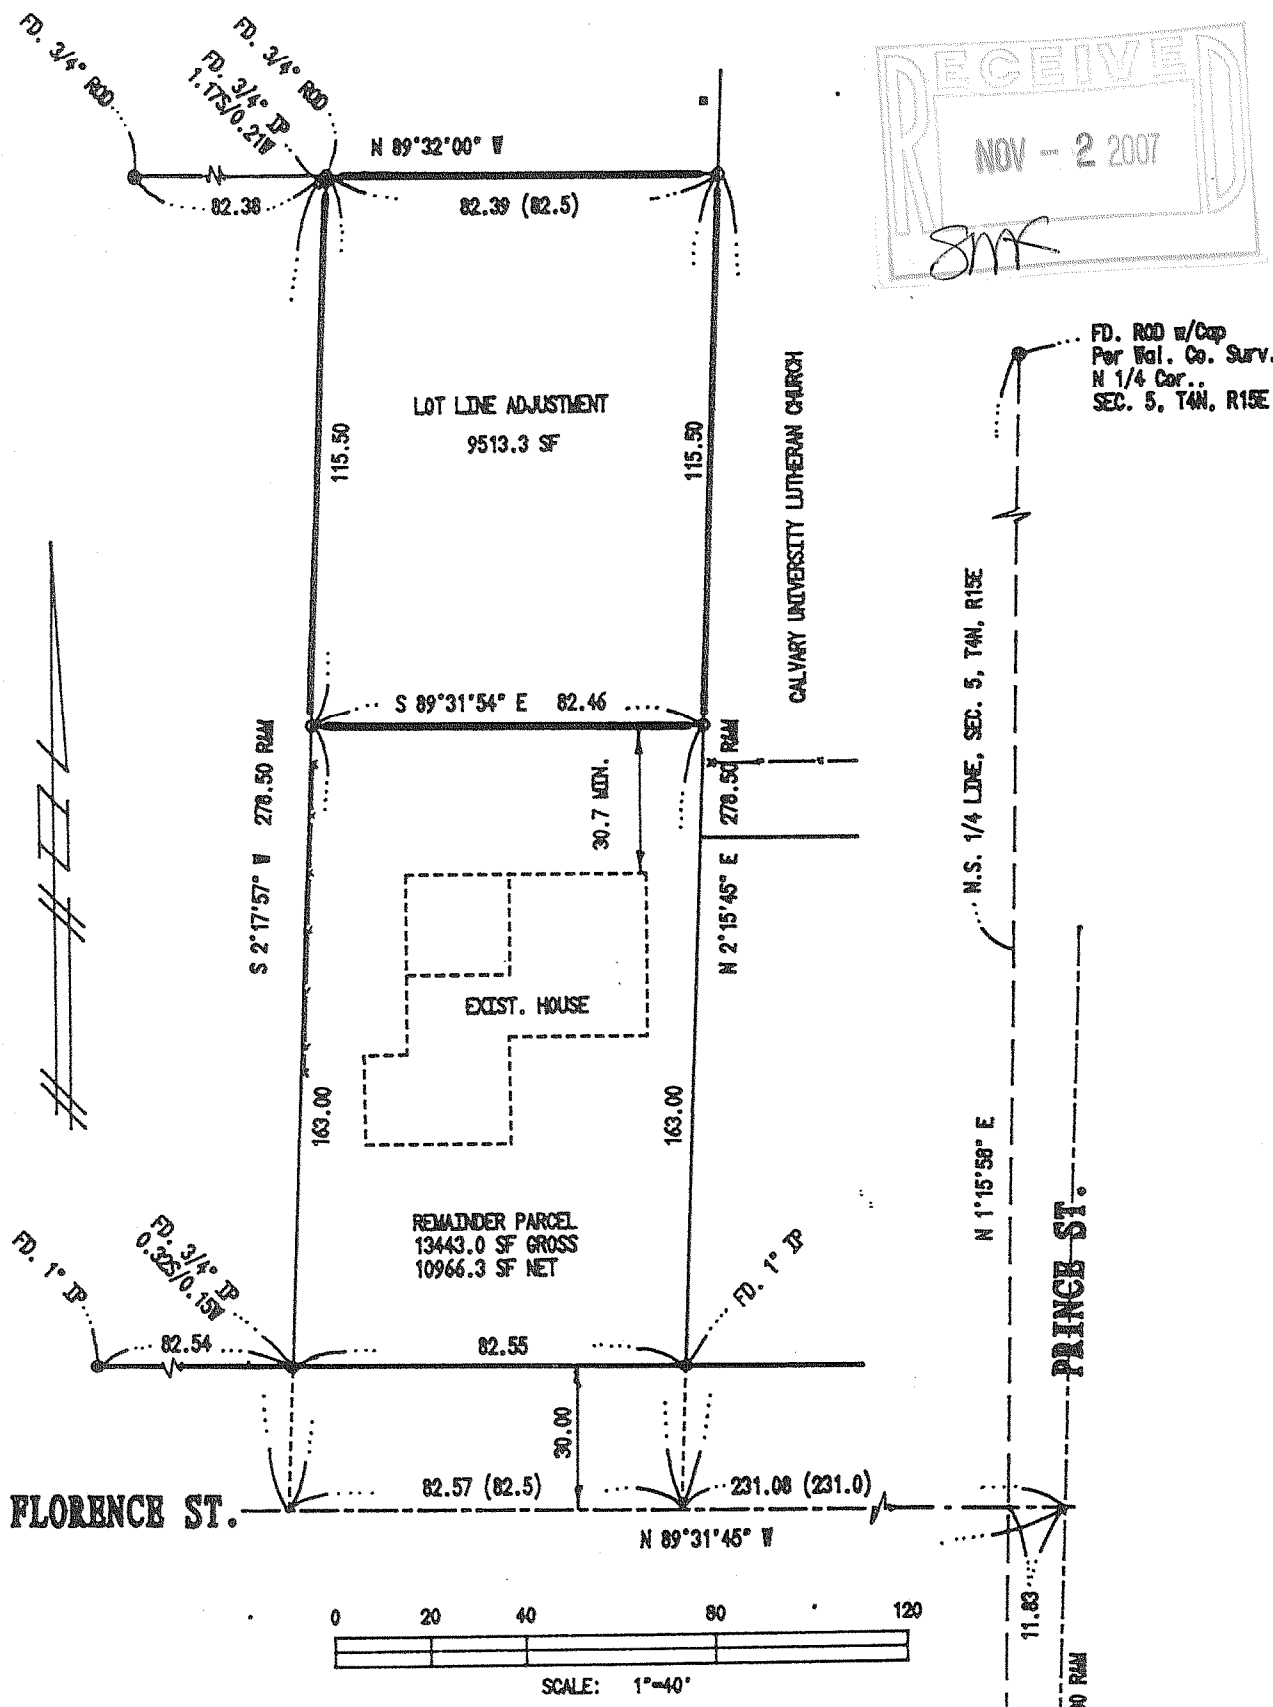 FD. 3/4" ROD
FD. 3/4" ROD
FD. 3/4" IP
1.17S/0.21W
N 89°32'00" W
82.38
82.39 (82.5)
RECEIVED
NOV - 2 2007
SMK
FD. ROD w/Cap
Per Wal. Co. Surv.
N 1/4 Cor..
SEC. 5, T4N, R15E
LOT LINE ADJUSTMENT
9513.3 SF
115.50
115.50
CALVARY UNIVERSITY LUTHERAN CHURCH
S 89°31'54" E 82.46
N.S. 1/4 LINE, SEC. 5, T4N, R15E
S 2°17'57" W 278.50 RAM
30.7 MIN.
N 2°15'45" E 278.50 RAM
EXIST. HOUSE
163.00
163.00
N 1°15'58" E
PRINCE ST.
REMAINDER PARCEL
13443.0 SF GROSS
10966.3 SF NET
FD. 1" IP
FD. 3/4" IP
0.32S/0.15W
FD. 1" IP
82.54
82.55
30.00
82.57 (82.5)
231.08 (231.0)
FLORENCE ST.
N 89°31'45" W
11.83
0 20 40 80 120
SCALE: 1"=40'